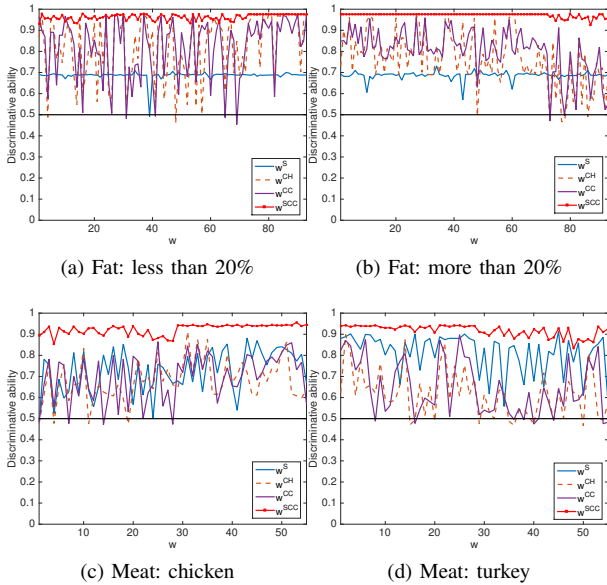 Discriminative ability
1
0.9
0.8
0.7
0.6
0.5
0.4
0.3
0.2
0.1
0
20 40 60 80
w
w^S
w^CH
w^CC
w^SCC
(a) Fat: less than 20%
Discriminative ability
1
0.9
0.8
0.7
0.6
0.5
0.4
0.3
0.2
0.1
0
20 40 60 80
w
w^S
w^CH
w^CC
w^SCC
(b) Fat: more than 20%
Discriminative ability
1
0.9
0.8
0.7
0.6
0.5
0.4
0.3
0.2
0.1
0
10 20 30 40 50
w
w^S
w^CH
w^CC
w^SCC
(c) Meat: chicken
Discriminative ability
1
0.9
0.8
0.7
0.6
0.5
0.4
0.3
0.2
0.1
0
10 20 30 40 50
w
w^S
w^CH
w^CC
w^SCC
(d) Meat: turkey